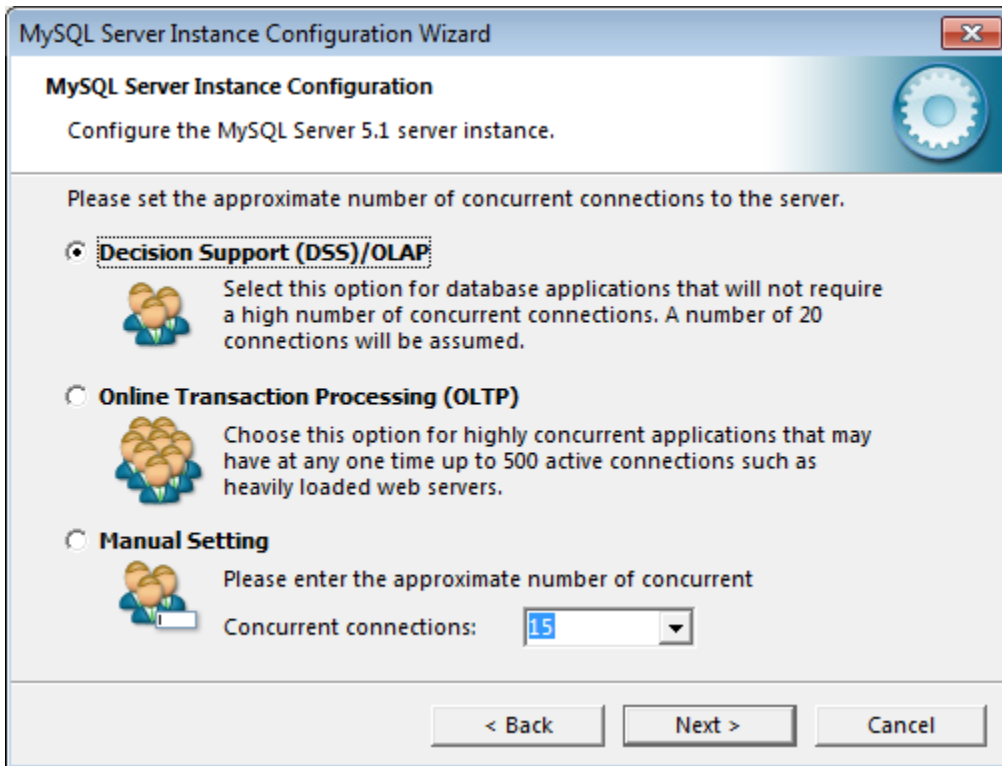 MySQL Server Instance Configuration Wizard
MySQL Server Instance Configuration
Configure the MySQL Server 5.1 server instance.
Please set the approximate number of concurrent connections to the server.
Decision Support (DSS)/OLAP
Select this option for database applications that will not require
a high number of concurrent connections. A number of 20
connections will be assumed.
Online Transaction Processing (OLTP)
Choose this option for highly concurrent applications that may
have at any one time up to 500 active connections such as
heavily loaded web servers.
Manual Setting
Please enter the approximate number of concurrent
Concurrent connections: 15
< Back Next > Cancel